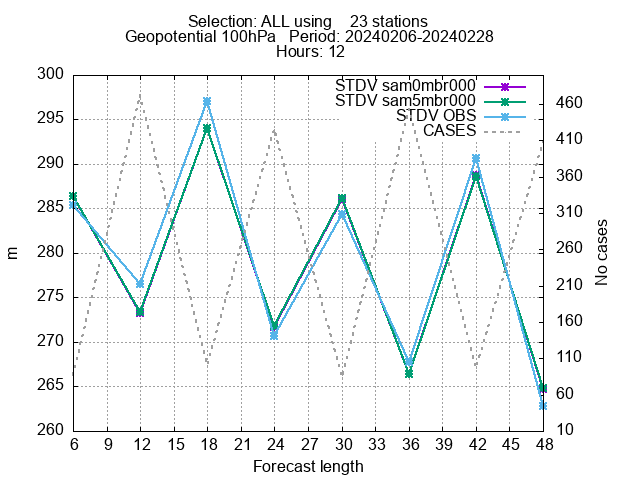 Selection: ALL using 23 stations
Geopotential 100hPa Period: 20240206-20240228
Hours: 12
STDV sam0mbr000
STDV sam5mbr000
STDV OBS
CASES
300
295
290
285
280
275
270
265
260
m
460
410
360
310
260
210
160
110
60
10
No cases
6 9 12 15 18 21 24 27 30 33 36 39 42 45 48
Forecast length